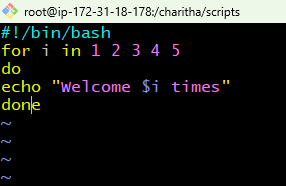 root@ip-172-31-18-178:/charitha/scripts
#!/bin/bash
for i in 1 2 3 4 5
do
echo "Welcome $i times"
done
~
~
~
~